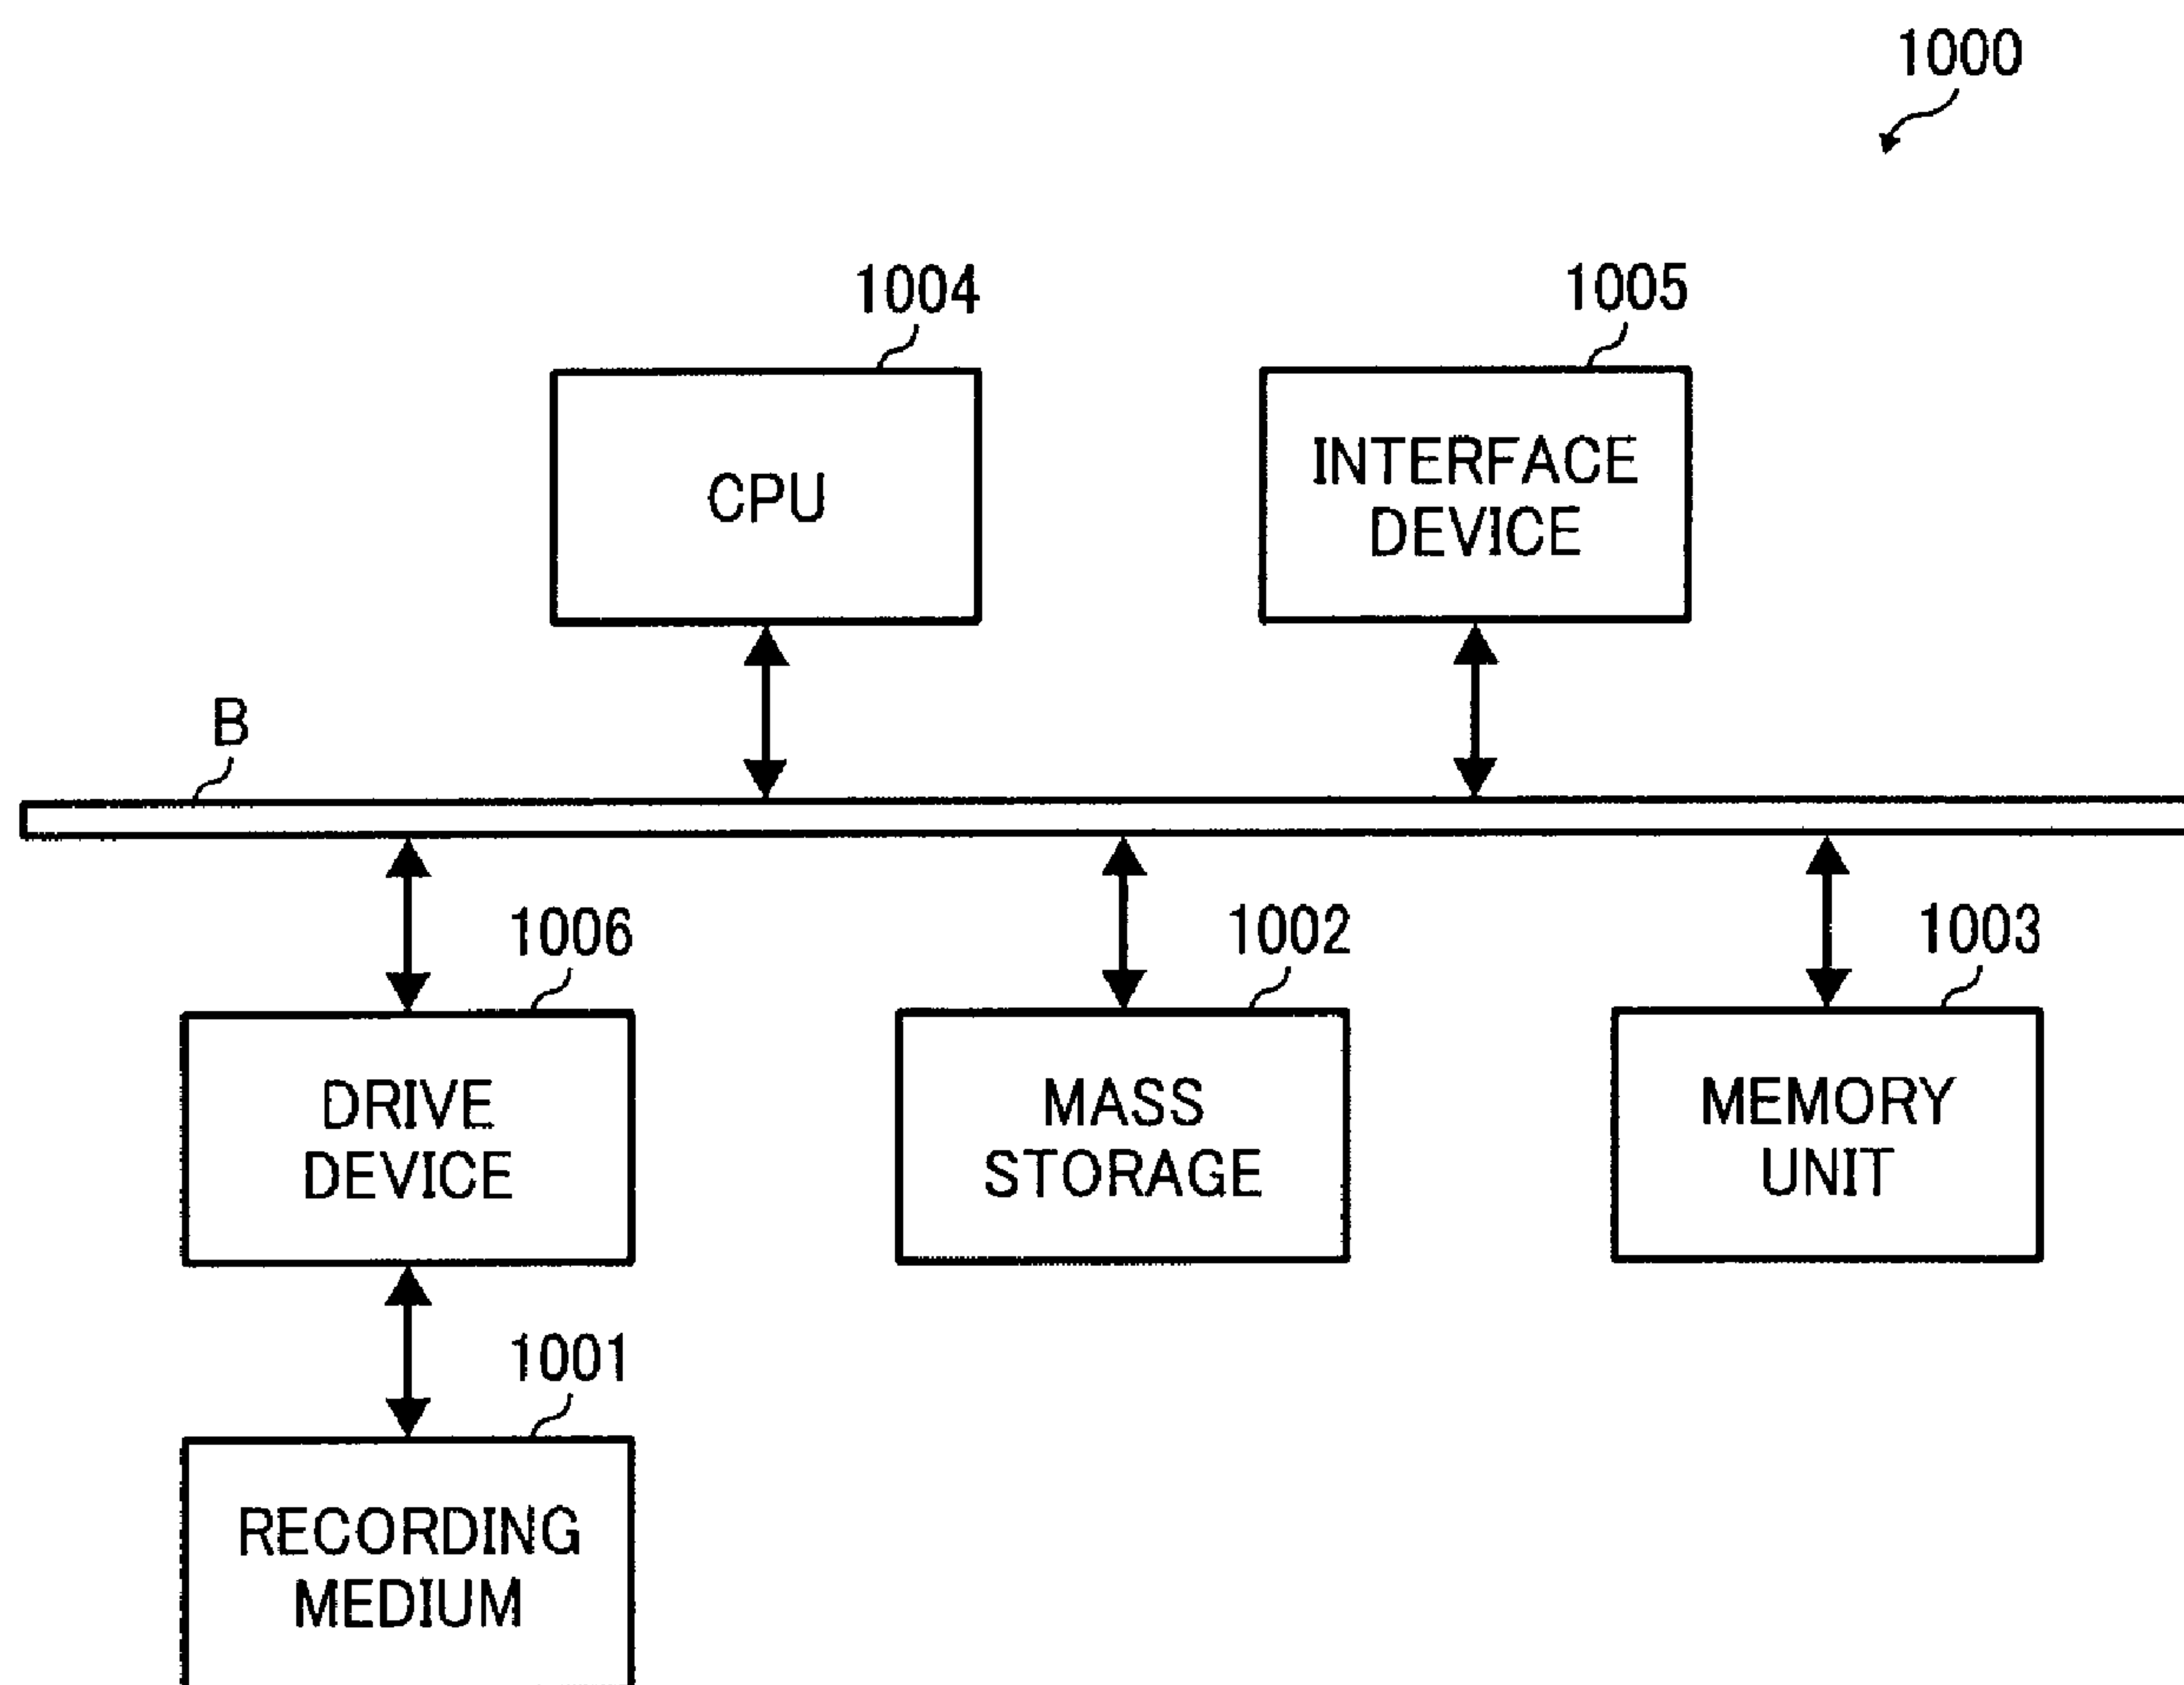 1000
1004
1005
CPU
INTERFACE
DEVICE
B
1006
1002
1003
DRIVE
DEVICE
MASS
STORAGE
MEMORY
UNIT
1001
RECORDING
MEDIUM